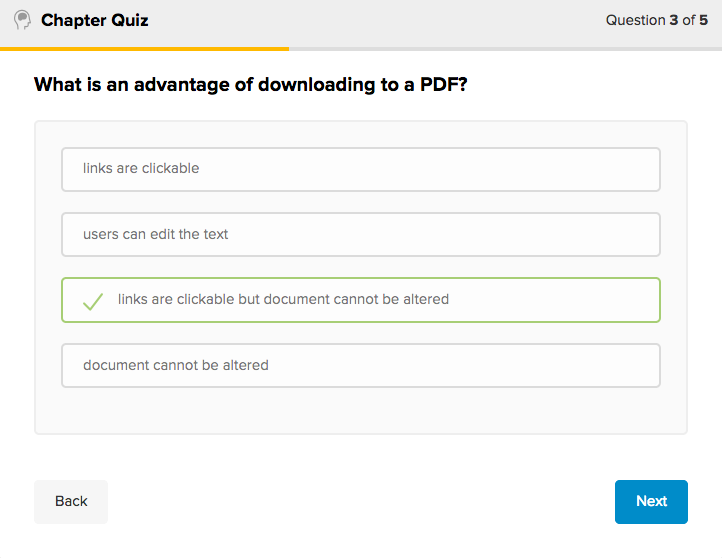 Chapter Quiz
Question 3 of 5
What is an advantage of downloading to a PDF?
links are clickable
users can edit the text
links are clickable but document cannot be altered
document cannot be altered
Back
Next